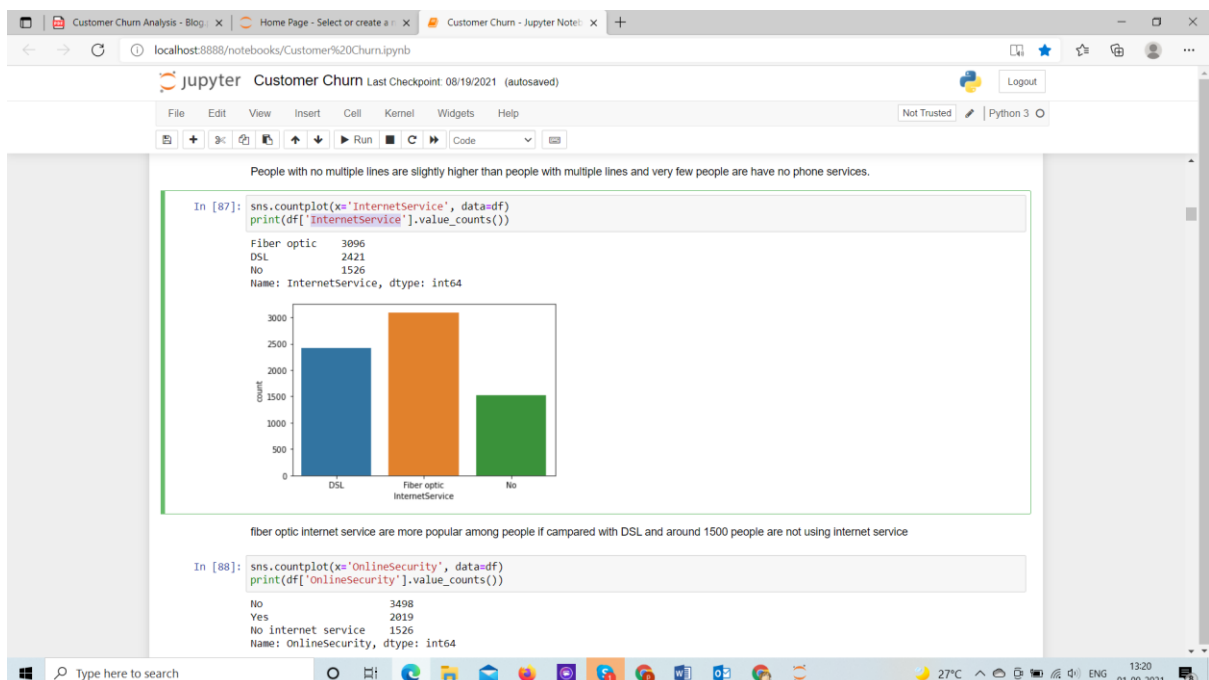 Customer Churn Analysis - Blog.
Home Page - Select or create a n
Customer Churn - Jupyter Noteb
localhost:8888/notebooks/Customer%20Churn.ipynb
jupyter Customer Churn Last Checkpoint: 08/19/2021 (autosaved)
Logout
File Edit View Insert Cell Kernel Widgets Help
Not Trusted Python 3
Run Code
People with no multiple lines are slightly higher than people with multiple lines and very few people are have no phone services.
In [87]: sns.countplot(x='InternetService', data=df)
print(df['InternetService'].value_counts())
Fiber optic 3096
DSL 2421
No 1526
Name: InternetService, dtype: int64
3000
2500
2000
1500
1000
500
0
count
DSL Fiber optic No
InternetService
fiber optic internet service are more popular among people if campared with DSL and around 1500 people are not using internet service
In [88]: sns.countplot(x='OnlineSecurity', data=df)
print(df['OnlineSecurity'].value_counts())
No 3498
Yes 2019
No internet service 1526
Name: OnlineSecurity, dtype: int64
Type here to search
27°C ENG 13:20
01-09-2021